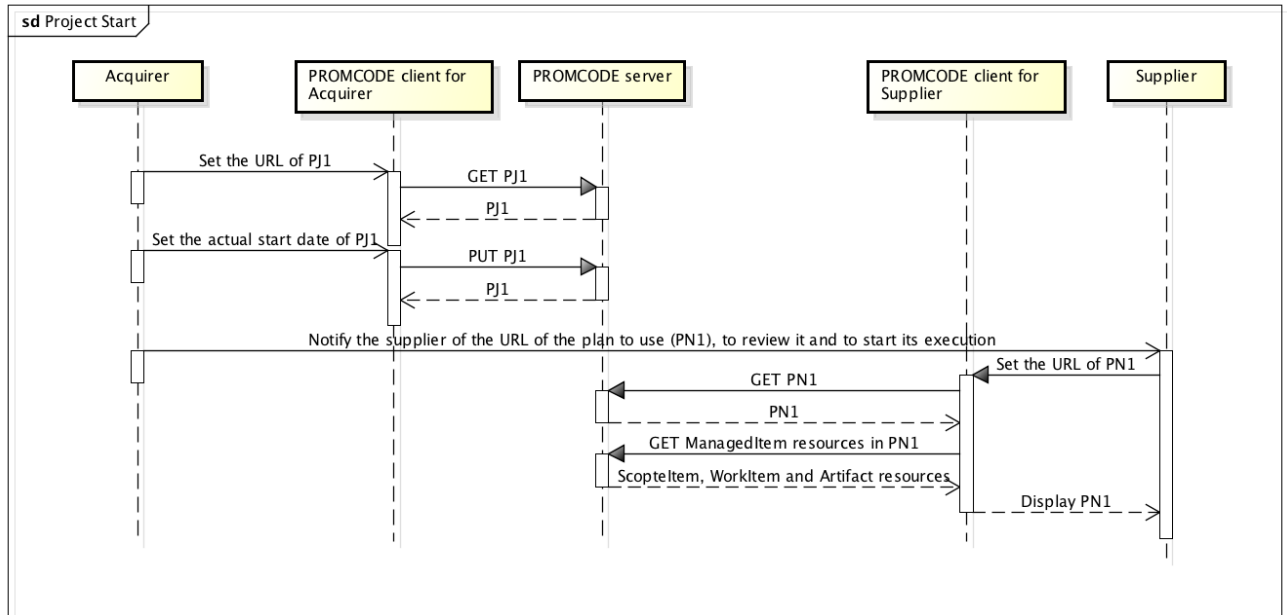 sd Project Start
Acquirer
PROMCODE client for
Acquirer
PROMCODE server
PROMCODE client for
Supplier
Supplier
Set the URL of PJ1
GET PJ1
PJ1
Set the actual start date of PJ1
PUT PJ1
PJ1
Notify the supplier of the URL of the plan to use (PN1), to review it and to start its execution
Set the URL of PN1
GET PN1
PN1
GET ManagedItem resources in PN1
ScopteItem, WorkItem and Artifact resources
Display PN1